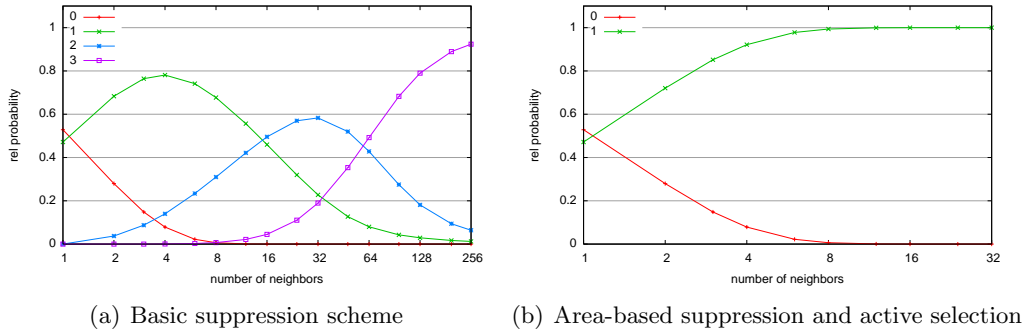 1
0.8
0.6
0.4
0.2
0
rel probability
0
1
2
3
1 2 4 8 16 32 64 128 256
number of neighbors
(a) Basic suppression scheme
1
0.8
0.6
0.4
0.2
0
rel probability
0
1
1 2 4 8 16 32
number of neighbors
(b) Area-based suppression and active selection